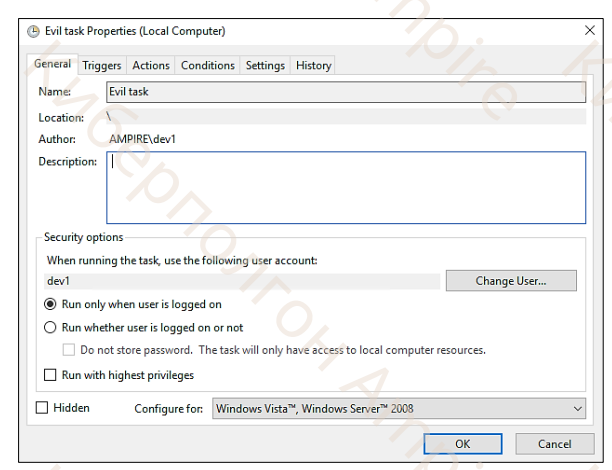 Evil task Properties (Local Computer)
General Triggers Actions Conditions Settings History
Name: Evil task
Location: \
Author: AMPIRE\dev1
Description:
Security options
When running the task, use the following user account:
dev1 Change User...
Run only when user is logged on
Run whether user is logged on or not
Do not store password. The task will only have access to local computer resources.
Run with highest privileges
Hidden Configure for: Windows Vista™, Windows Server™ 2008
OK Cancel
Киберполигон Ampire